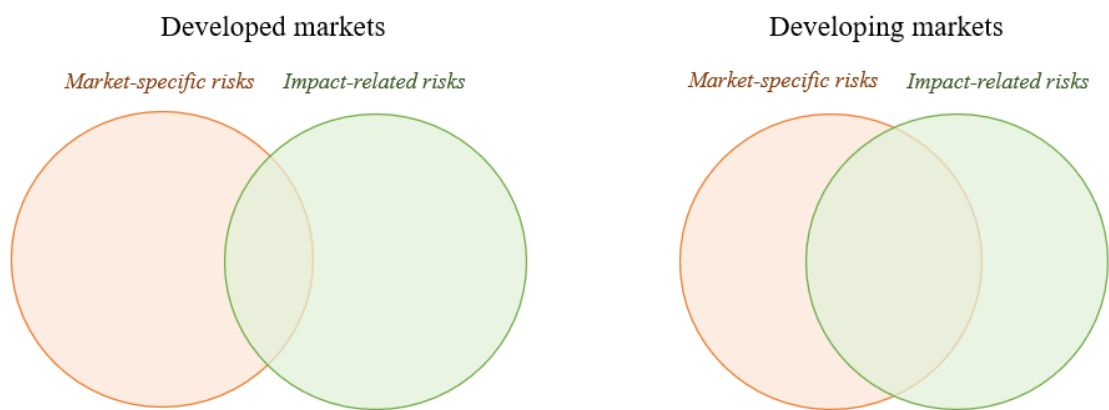 Developed markets
Developing markets
Market-specific risks
Impact-related risks
Market-specific risks
Impact-related risks